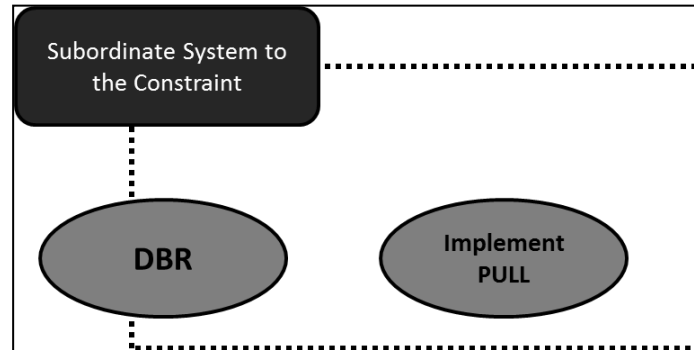 Subordinate System to
the Constraint
DBR
Implement
PULL